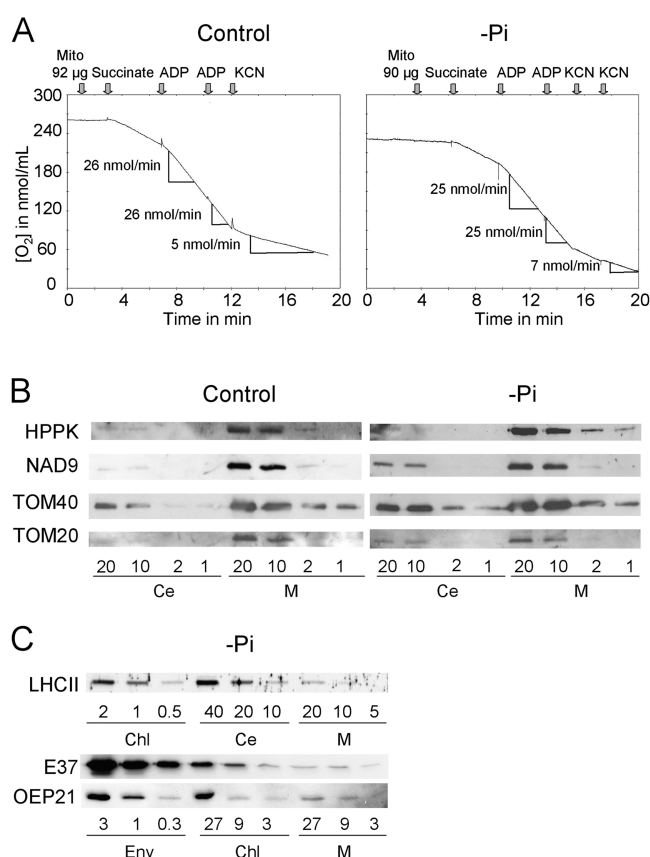 A
Control
-Pi
Mito
92 µg Succinate ADP ADP KCN
Mito
90 µg Succinate ADP ADP KCN KCN
[O2] in nmol/mL
300
240
180
120
60
0
26 nmol/min
26 nmol/min
5 nmol/min
25 nmol/min
25 nmol/min
7 nmol/min
0 4 8 12 16 20
0 4 8 12 16 20
Time in min
Time in min
B
Control
-Pi
HPPK
NAD9
TOM40
TOM20
20 10 2 1 20 10 2 1 20 10 2 1 20 10 2 1
Ce M Ce M
C
-Pi
LHCII
2 1 0.5 40 20 10 20 10 5
Chl Ce M
E37
OEP21
3 1 0.3 27 9 3 27 9 3
Env Chl M